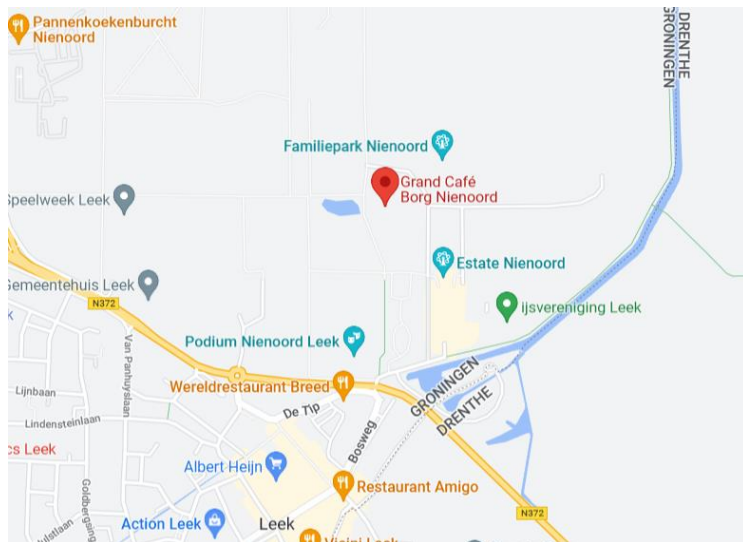 Pannenkoekenburcht
Nienoord
DRENTHE
GRONINGEN
Familiepark Nienoord
Grand Café
Borg Nienoord
Speelweek Leek
Estate Nienoord
Gemeentehuis Leek
N372
ijsvereniging Leek
k
Van Panhuyslaan
Podium Nienoord Leek
Wereldrestaurant Breed
GRONINGEN
DRENTHE
Lijnbaan
De Tip
Lindensteinlaan
Bosweg
cs Leek
Albert Heijn
Goldbergsing
Restaurant Amigo
N372
Action Leek
Leek
ulstlaan